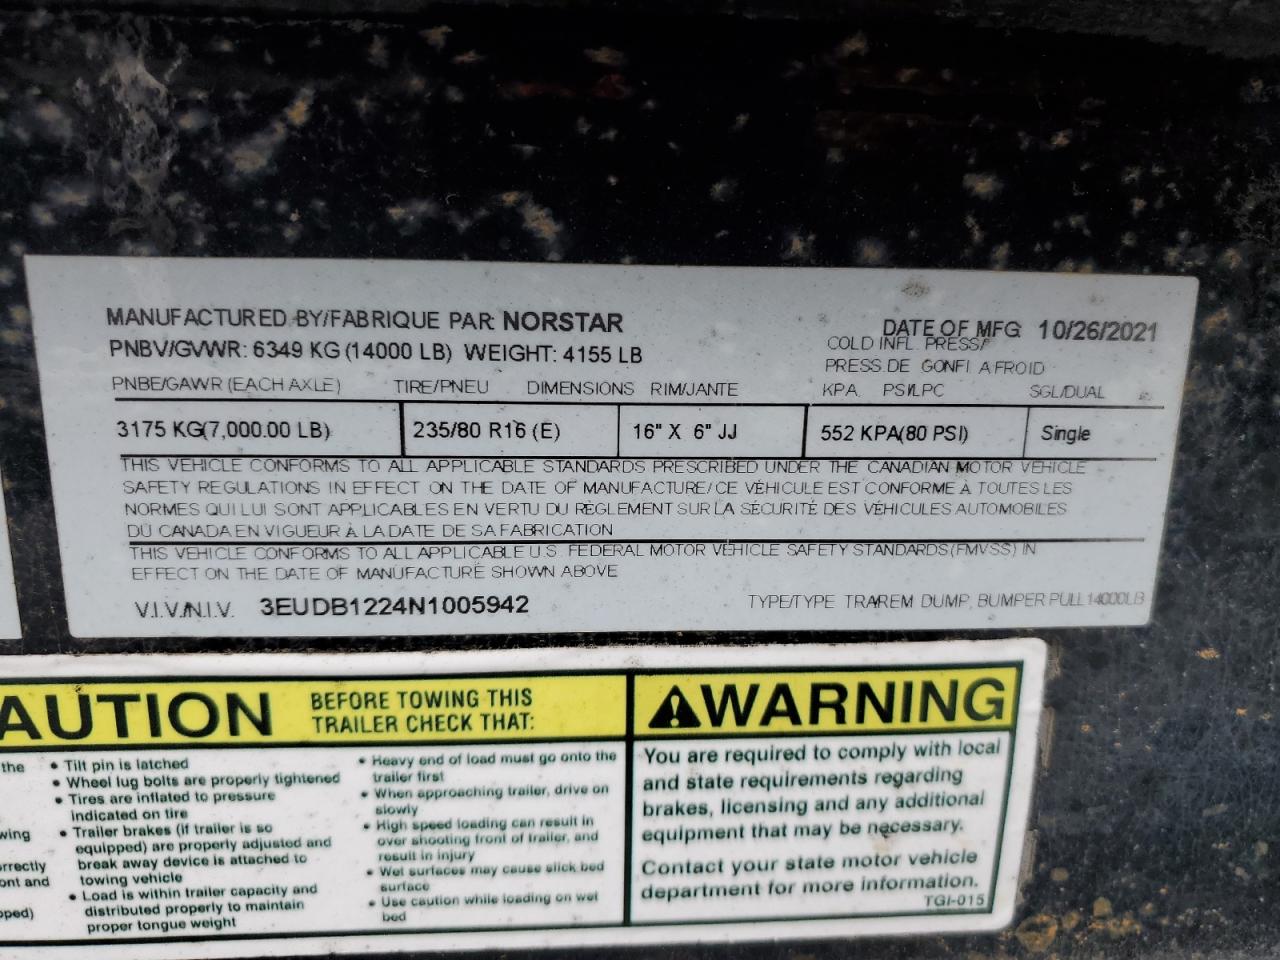 MANUFACTURED BY/FABRIQUE PAR: NORSTAR
DATE OF MFG 10/26/2021
PNBV/GVWR: 6349 KG (14000 LB) WEIGHT: 4155 LB
COLD INFL. PRESS/
PRESS.DE GONFL A FROID
PNBE/GAWR (EACH AXLE) TIRE/PNEU DIMENSIONS RIM/JANTE KPA PSI/LPC SGL/DUAL
3175 KG(7,000.00 LB) 235/80 R16 (E) 16" X 6" JJ 552 KPA(80 PSI) Single
THIS VEHICLE CONFORMS TO ALL APPLICABLE STANDARDS PRESCRIBED UNDER THE CANADIAN MOTOR VEHICLE
SAFETY REGULATIONS IN EFFECT ON THE DATE OF MANUFACTURE/CE VÉHICULE EST CONFORME À TOUTES LES
NORMES QUI LUI SONT APPLICABLES EN VERTU DU RÈGLEMENT SUR LA SÉCURITÉ DES VÉHICULES AUTOMOBILES
DU CANADA EN VIGUEUR À LA DATE DE SA FABRICATION
THIS VEHICLE CONFORMS TO ALL APPLICABLE U.S. FEDERAL MOTOR VEHICLE SAFETY STANDARDS (FMVSS) IN
EFFECT ON THE DATE OF MANUFACTURE SHOWN ABOVE
V.I.V./N.I.V. 3EUDB1224N1005942 TYPE/TYPE TRA/REM DUMP, BUMPER PULL 14000LB
AUTION
BEFORE TOWING THIS
TRAILER CHECK THAT:
the
wing
orrectly
ont and
pped)
• Tilt pin is latched
• Wheel lug bolts are properly tightened
• Tires are inflated to pressure
indicated on tire
• Trailer brakes (if trailer is so
equipped) are properly adjusted and
break away device is attached to
towing vehicle
• Load is within trailer capacity and
distributed properly to maintain
proper tongue weight
• Heavy end of load must go onto the
trailer first
• When approaching trailer, drive on
slowly
• High speed loading can result in
over shooting front of trailer, and
result in injury
• Wet surfaces may cause slick bed
surface
• Use caution while loading on wet
bed
WARNING
You are required to comply with local
and state requirements regarding
brakes, licensing and any additional
equipment that may be necessary.
Contact your state motor vehicle
department for more information.
TGI-015